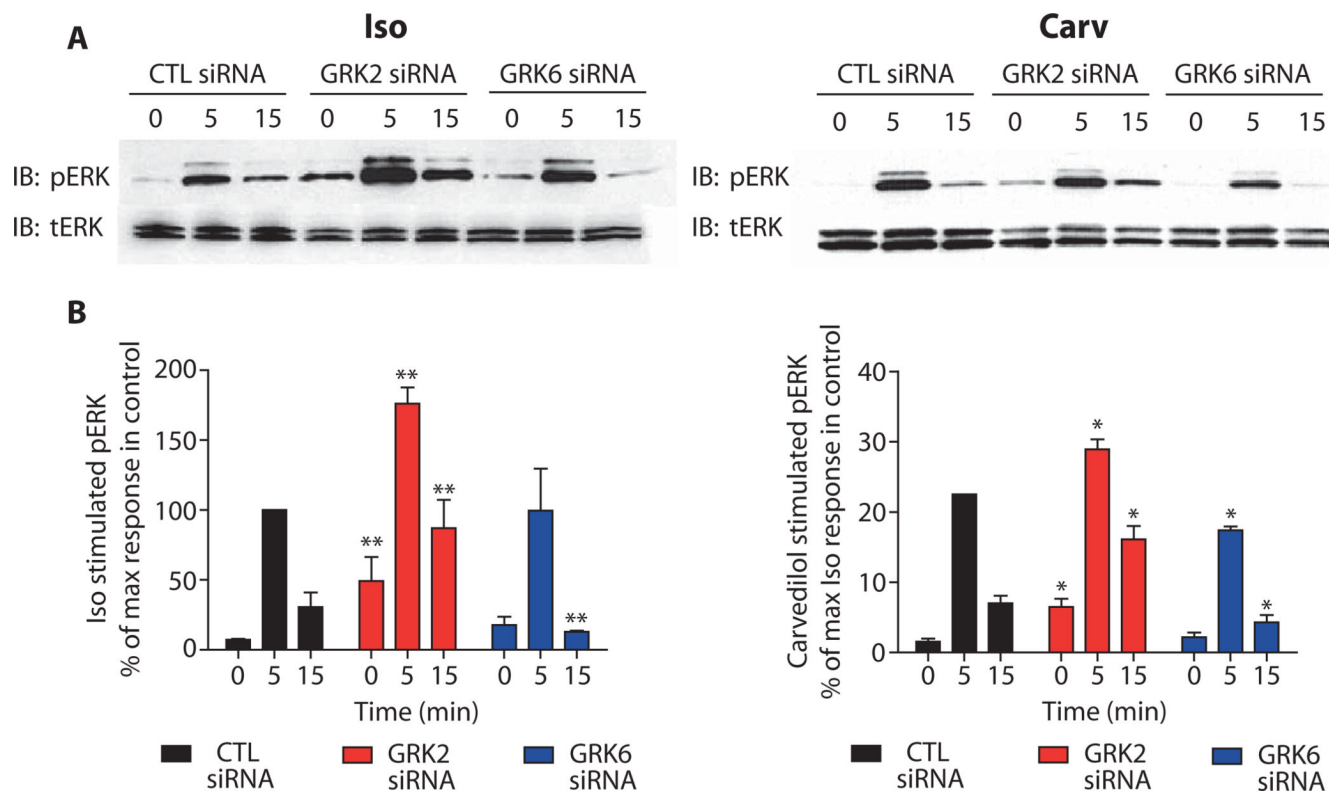 A
Iso
CTL siRNA GRK2 siRNA GRK6 siRNA
0 5 15 0 5 15 0 5 15
IB: pERK
IB: tERK
Carv
CTL siRNA GRK2 siRNA GRK6 siRNA
0 5 15 0 5 15 0 5 15
IB: pERK
IB: tERK
B
Iso stimulated pERK
% of max response in control
200
150
100
50
0
** ** **
**
0 5 15 0 5 15 0 5 15
Time (min)
CTL siRNA
GRK2 siRNA
GRK6 siRNA
Carvedilol stimulated pERK
% of max Iso response in control
40
30
20
10
0
* * *
* *
0 5 15 0 5 15 0 5 15
Time (min)
CTL siRNA
GRK2 siRNA
GRK6 siRNA